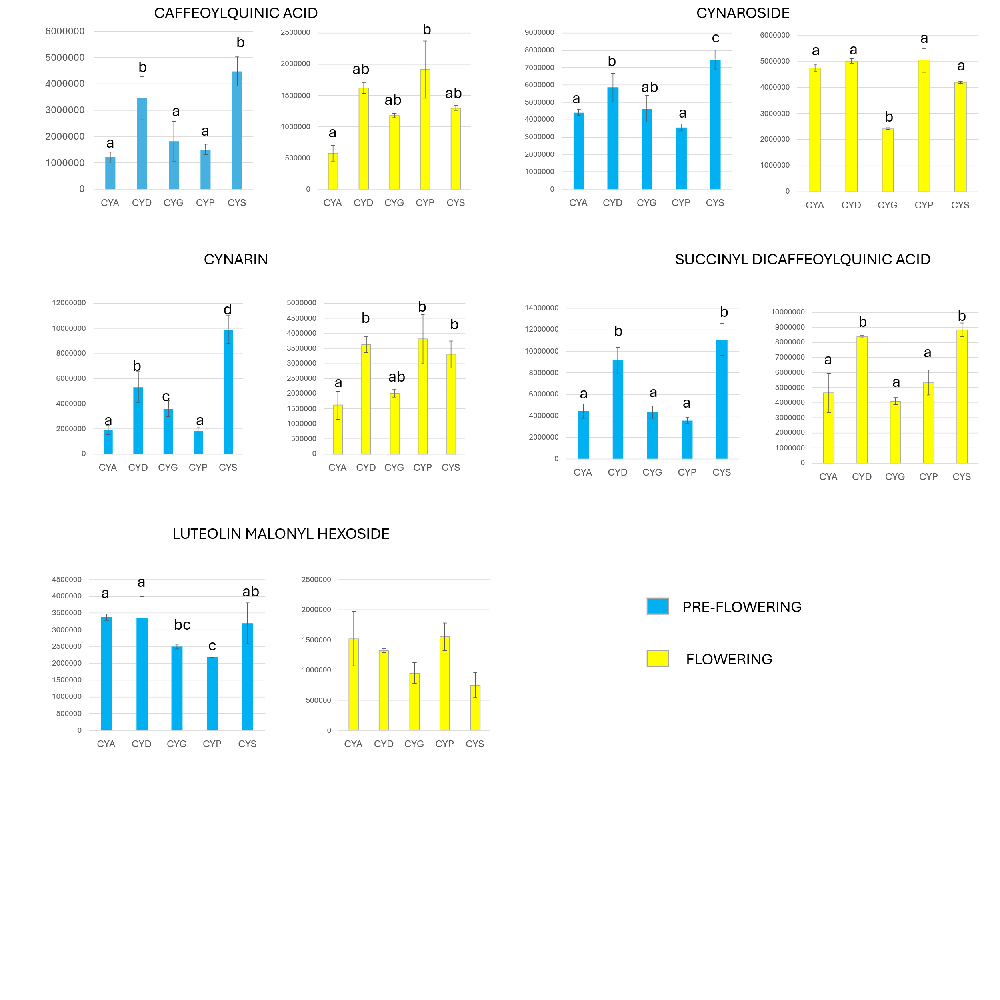 CAFFEOYLQUINIC ACID
6000000
5000000
4000000
3000000
2000000
1000000
0
a
b
a
a
b
CYA CYD CYG CYP CYS
2500000
2000000
1500000
1000000
500000
0
a
ab
ab
b
ab
CYA CYD CYG CYP CYS
CYNAROSIDE
9000000
8000000
7000000
6000000
5000000
4000000
3000000
2000000
1000000
0
a
b
ab
a
c
CYA CYD CYG CYP CYS
6000000
5000000
4000000
3000000
2000000
1000000
0
a
a
b
a
a
CYA CYD CYG CYP CYS
CYNARIN
12000000
10000000
8000000
6000000
4000000
2000000
0
a
b
c
a
d
CYA CYD CYG CYP CYS
5000000
4500000
4000000
3500000
3000000
2500000
2000000
1500000
1000000
500000
0
a
b
ab
b
b
CYA CYD CYG CYP CYS
SUCCINYL DICAFFEOYLQUINIC ACID
14000000
12000000
10000000
8000000
6000000
4000000
2000000
0
a
b
a
a
b
CYA CYD CYG CYP CYS
10000000
9000000
8000000
7000000
6000000
5000000
4000000
3000000
2000000
1000000
0
a
b
a
a
b
CYA CYD CYG CYP CYS
LUTEOLIN MALONYL HEXOSIDE
4500000
4000000
3500000
3000000
2500000
2000000
1500000
1000000
500000
0
a
a
bc
c
ab
CYA CYD CYG CYP CYS
2500000
2000000
1500000
1000000
500000
0
CYA CYD CYG CYP CYS
PRE-FLOWERING
FLOWERING